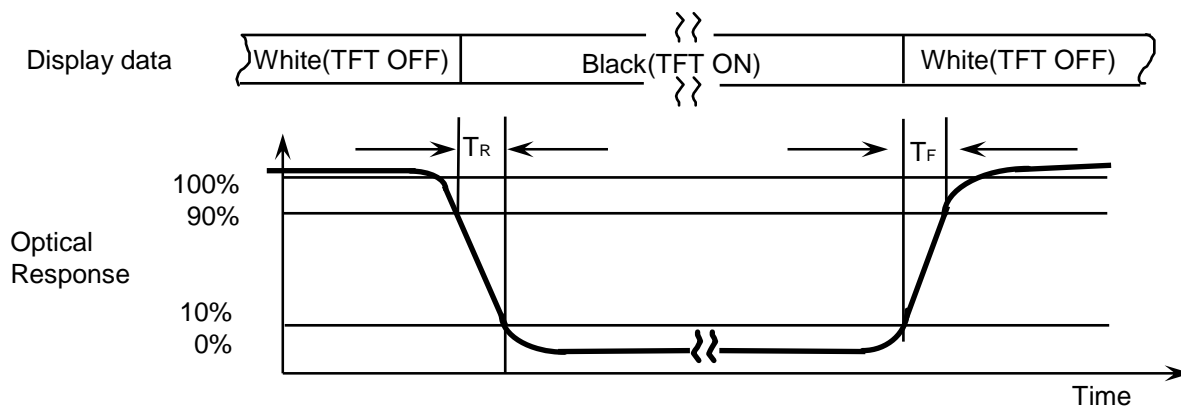 Display data
White(TFT OFF)
Black(TFT ON)
White(TFT OFF)
TR
TF
100%
90%
Optical
Response
10%
0%
Time